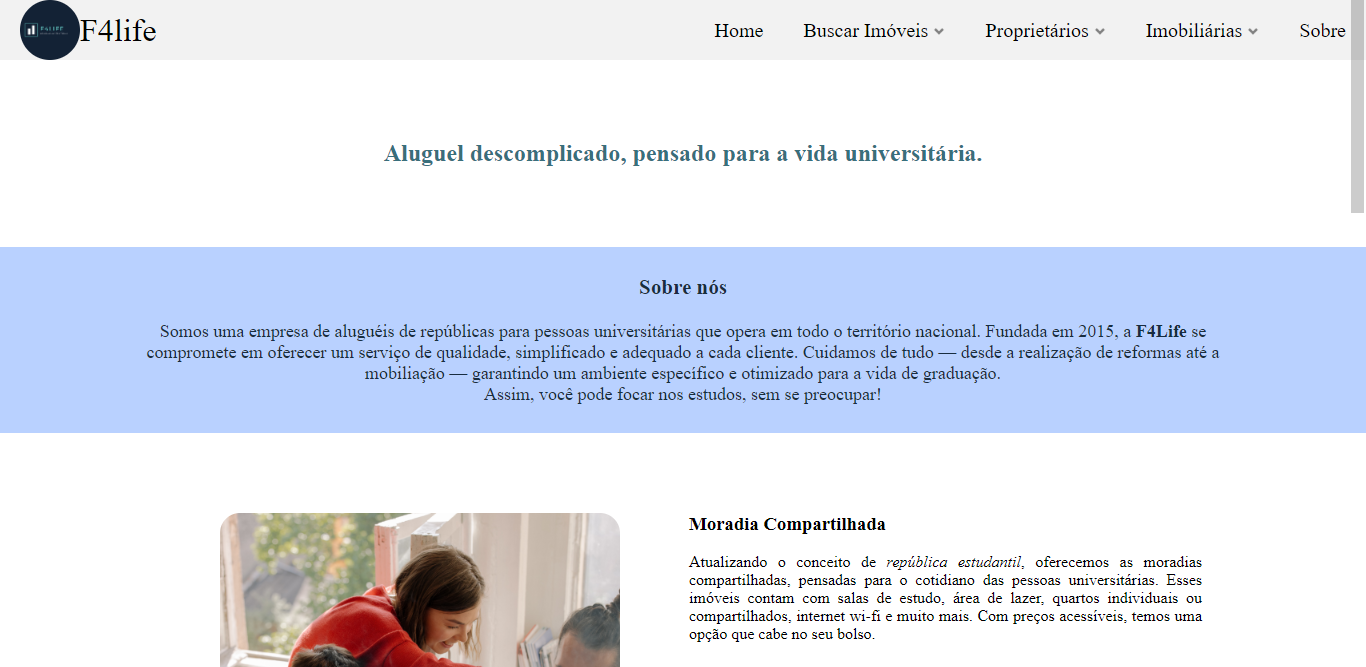 F4LIFE
F4life
Home
Buscar Imóveis
Proprietários
Imobiliárias
Sobre
Aluguel descomplicado, pensado para a vida universitária.
Sobre nós
Somos uma empresa de aluguéis de repúblicas para pessoas universitárias que opera em todo o território nacional. Fundada em 2015, a F4Life se
compromete em oferecer um serviço de qualidade, simplificado e adequado a cada cliente. Cuidamos de tudo — desde a realização de reformas até a
mobiliação — garantindo um ambiente específico e otimizado para a vida de graduação.
Assim, você pode focar nos estudos, sem se preocupar!
Moradia Compartilhada
Atualizando o conceito de república estudantil, oferecemos as moradias
compartilhadas, pensadas para o cotidiano das pessoas universitárias. Esses
imóveis contam com salas de estudo, área de lazer, quartos individuais ou
compartilhados, internet wi-fi e muito mais. Com preços acessíveis, temos uma
opção que cabe no seu bolso.